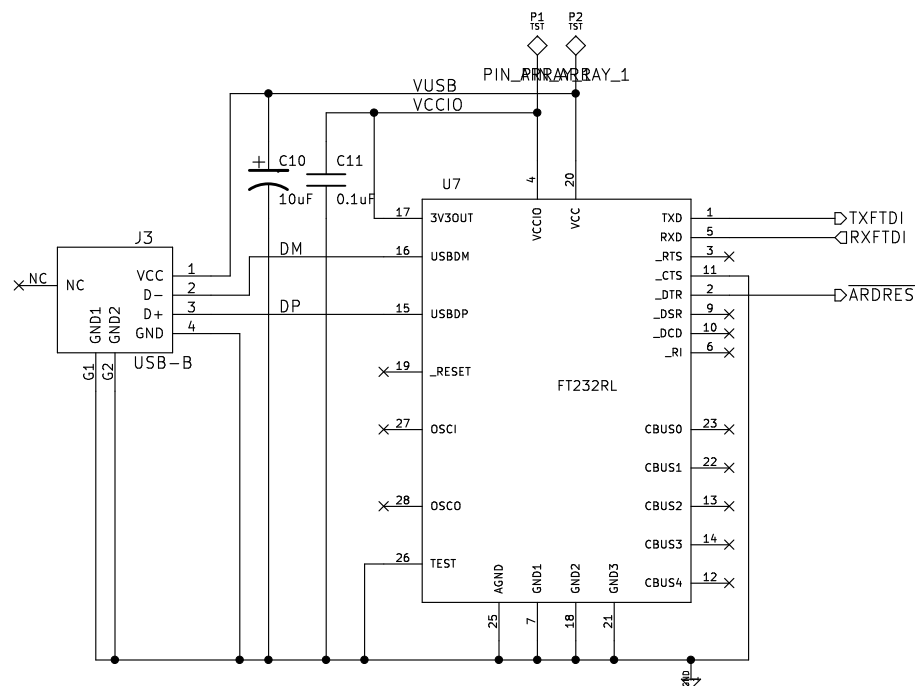 P1
TST
P2
TST
PIN_ARRAY_1
PIN_ARRAY_1
VUSB
VCCIO
+
C10
10uF
C11
0.1uF
U7
4
20
VCCIO
VCC
17
3V3OUT
TXD
1
TXFTDI
RXD
5
RXFTDI
16
USBDM
_RTS
3
_CTS
11
_DTR
2
ARDRES
15
USBDP
_DSR
9
_DCD
10
_RI
6
J3
NC
NC
VCC
1
D-
2
DM
D+
3
DP
GND
4
GND1
GND2
USB-B
G1
G2
19
_RESET
FT232RL
27
OSCI
CBUS0
23
CBUS1
22
28
OSCO
CBUS2
13
CBUS3
14
26
TEST
CBUS4
12
AGND
GND1
GND2
GND3
25
7
18
21
GND